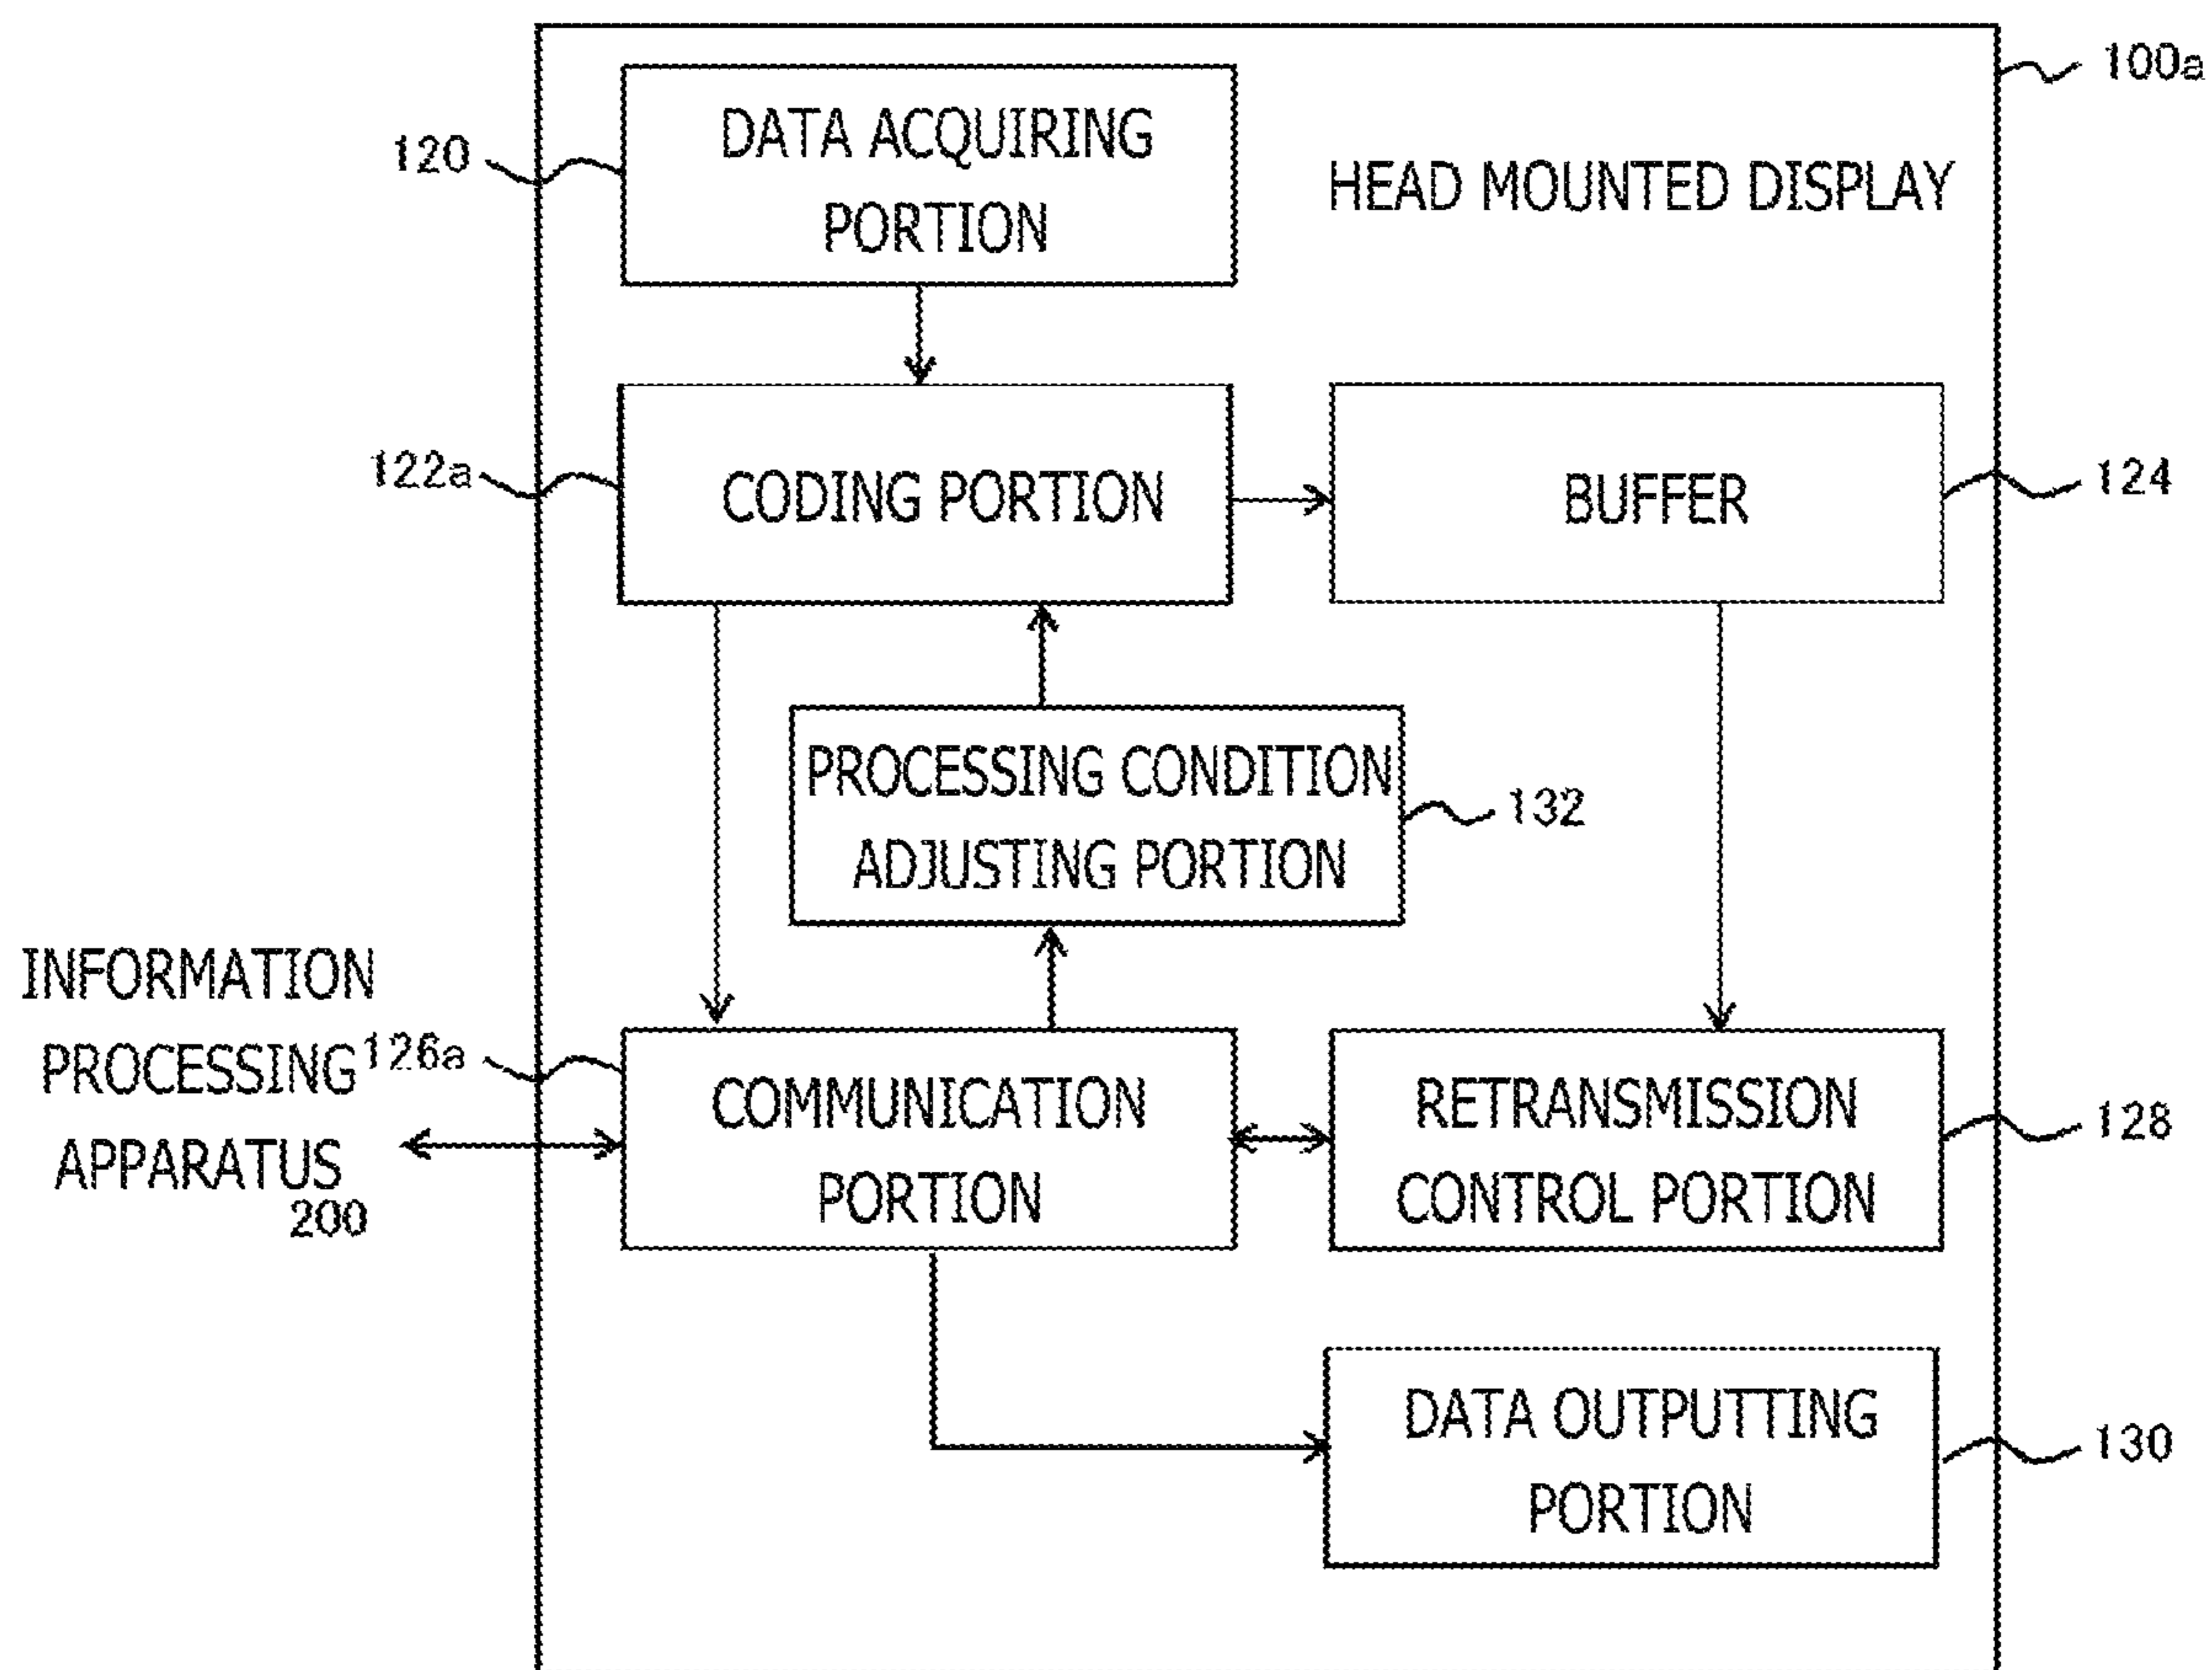 100a
120
DATA ACQUIRING
PORTION
HEAD MOUNTED DISPLAY
122a
CODING PORTION
BUFFER
124
PROCESSING CONDITION
ADJUSTING PORTION
132
INFORMATION
PROCESSING
APPARATUS
200
126a
COMMUNICATION
PORTION
RETRANSMISSION
CONTROL PORTION
128
DATA OUTPUTTING
PORTION
130